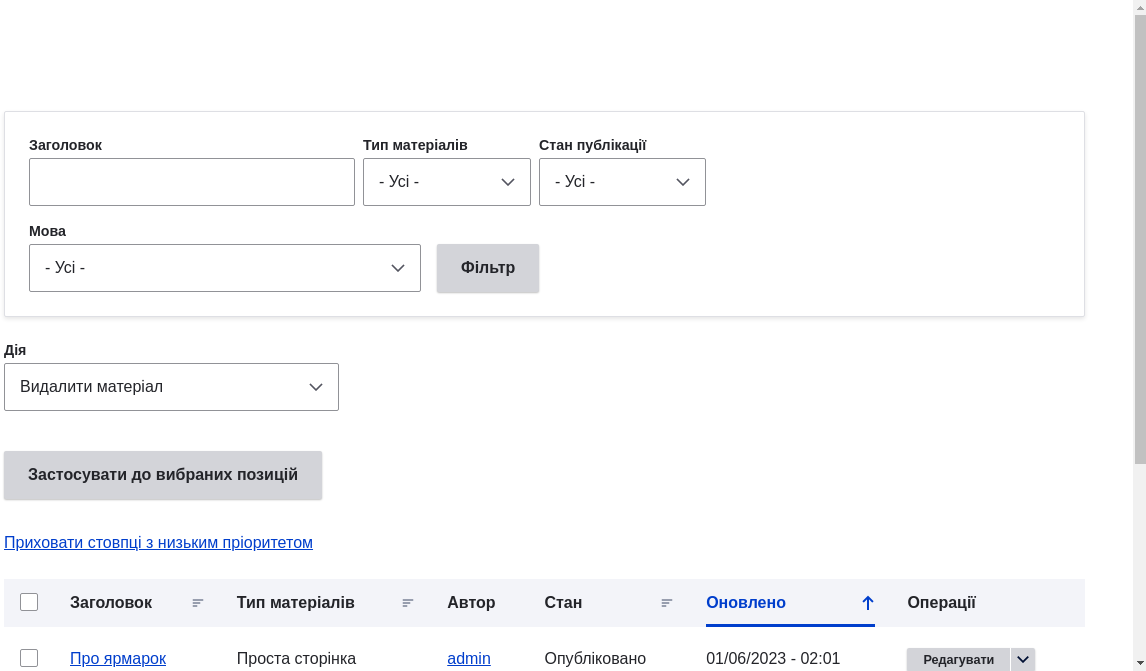 Заголовок Тип матеріалів Стан публікації
- Усі - - Усі -
Мова
- Усі - Фільтр
Дія
Видалити матеріал
Застосувати до вибраних позицій
Приховати стовпці з низьким пріоритетом
Заголовок Тип матеріалів Автор Стан Оновлено Операції
Про ярмарок Проста сторінка admin Опубліковано 01/06/2023 - 02:01 Редагувати